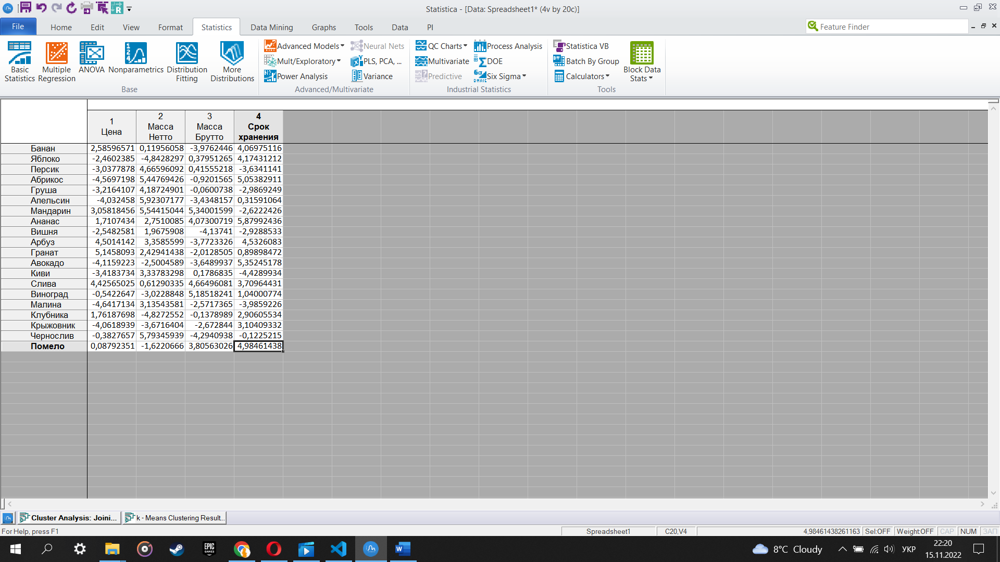 Statistica - [Data: Spreadsheet1* (4v by 20c)]
File Home Edit View Format Statistics Data Mining Graphs Tools Data PI Feature Finder
Basic Statistics
Multiple Regression
ANOVA
Nonparametrics
Distribution Fitting
More Distributions
Base
Advanced Models Neural Nets
Mult/Exploratory PLS, PCA, ...
Power Analysis Variance
Advanced/Multivariate
QC Charts Process Analysis
Multivariate DOE
Predictive Six Sigma
Industrial Statistics
Statistica VB
Batch By Group
Calculators
Block Data Stats
Tools
1 Цена 2 Масса Нетто 3 Масса Брутто 4 Срок хранения
Банан 2,58596571 0,11956058 -3,9762446 4,06975116
Яблоко -2,4602385 -4,8428297 0,37951265 4,17431212
Персик -3,0377878 4,66596092 0,41555218 -3,6341141
Абрикос -4,5697198 5,44769426 -0,9201565 5,05382911
Груша -3,2164107 4,18724901 -0,0600738 -2,9869249
Апельсин -4,032458 5,92307177 -3,4348157 0,31591064
Мандарин 3,05818456 5,54415044 5,34001599 -2,6222426
Ананас 1,7107434 2,7510085 4,07300719 5,87992436
Вишня -2,5482581 1,9675908 -4,13741 -2,9288533
Арбуз 4,5014142 3,3585599 -3,7723326 4,5326083
Гранат 5,1458093 2,42941438 -2,0128505 0,89898472
Авокадо -4,1159223 -2,5004589 -3,6489937 5,35245178
Киви -3,4183734 3,33783298 0,1786835 -4,4289934
Слива 4,42565025 0,61290335 4,66496081 3,70964431
Виноград -0,5422647 -3,0228848 5,18518241 1,04000774
Малина -4,6417134 3,13543581 -2,5717365 -3,9859226
Клубника 1,76187698 -4,8272552 -0,1378989 2,90605534
Крыжовник -4,0618939 -3,6716404 -2,672844 3,10409332
Чернослив -0,3827657 5,79345939 -4,2940938 -0,1225215
Помело 0,08792351 -1,6220666 3,80563026 4,98461438
Cluster Analysis: Joini... k - Means Clustering Result...
For Help, press F1 Spreadsheet1 C20,V4 4,98461438261163 Sel:OFF Weight:OFF CAP NUM ЗАП
EPIC GAMES
8°C Cloudy УКР 22:20
15.11.2022